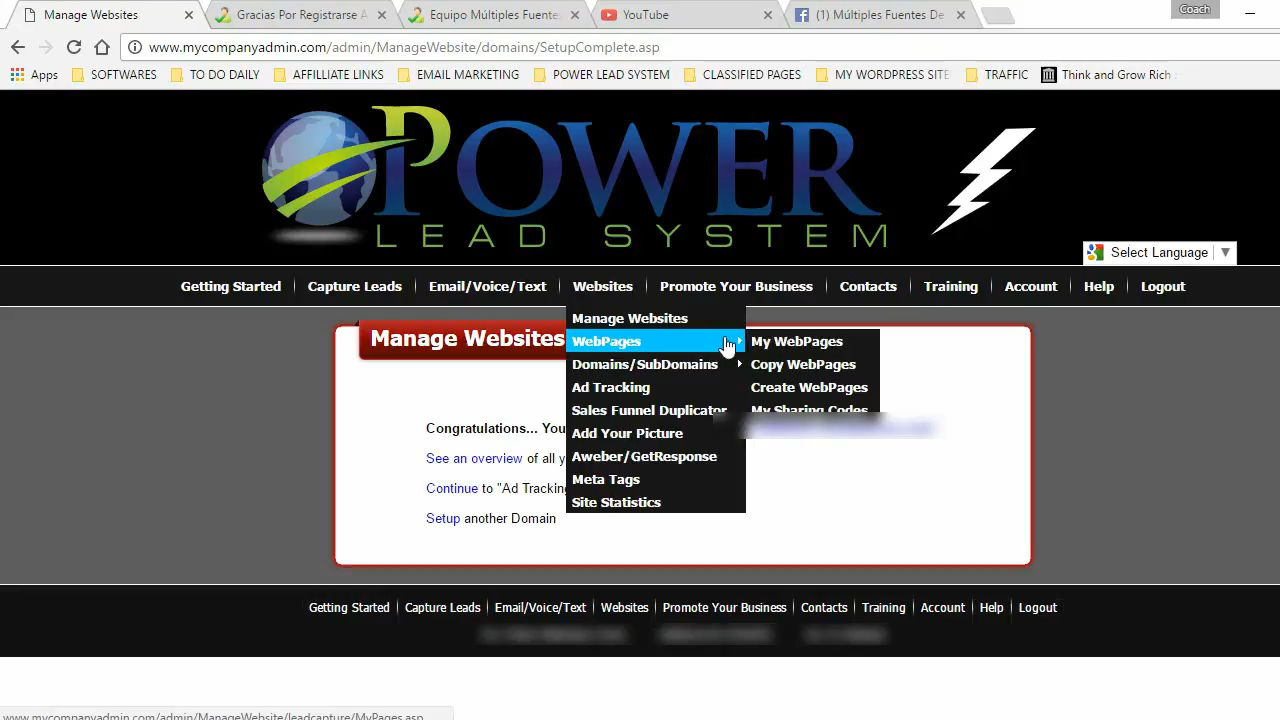 Manage Websites
Gracias Por Registrarse A
Equipo Múltiples Fuente
YouTube
(1) Múltiples Fuentes De
Coach
www.mycompanyadmin.com/admin/ManageWebsite/domains/SetupComplete.asp
Apps
SOFTWARES
TO DO DAILY
AFFILLIATE LINKS
EMAIL MARKETING
POWER LEAD SYSTEM
CLASSIFIED PAGES
MY WORDPRESS SITE
TRAFFIC
Think and Grow Rich
POWER
LEAD SYSTEM
Select Language
Getting Started
Capture Leads
Email/Voice/Text
Websites
Promote Your Business
Contacts
Training
Account
Help
Logout
Manage Websites
Manage Websites
WebPages
Domains/SubDomains
Ad Tracking
Sales Funnel Duplicator
Add Your Picture
Aweber/GetResponse
Meta Tags
Site Statistics
My WebPages
Copy WebPages
Create WebPages
My Sharing Codes
Congratulations... You
See an overview of all y
Continue to "Ad Tracking
Setup another Domain
Getting Started
Capture Leads
Email/Voice/Text
Websites
Promote Your Business
Contacts
Training
Account
Help
Logout
www.mycompanyadmin.com/admin/ManageWebsite/leadcapture/MyPages.asp